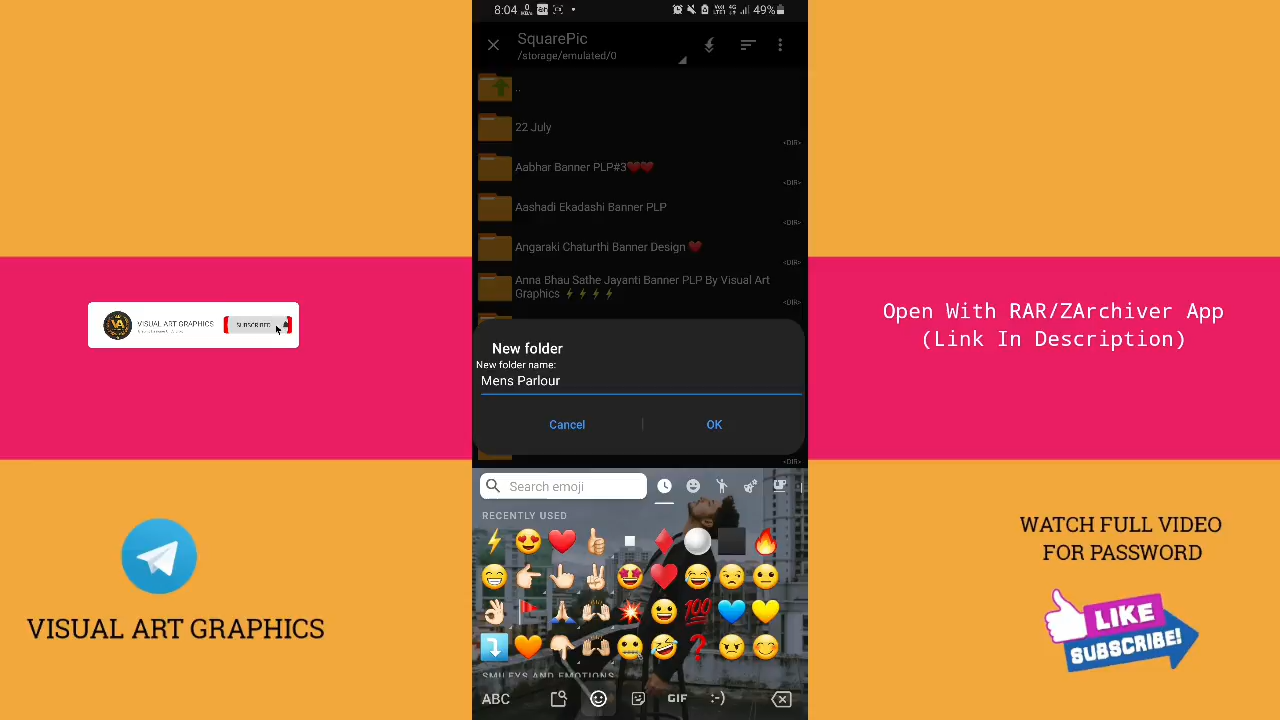 8:04
49%
SquarePic
/storage/emulated/0
..
22 July
<DIR>
Aabhar Banner PLP#3❤️❤️
<DIR>
Aashadi Ekadashi Banner PLP
<DIR>
Angaraki Chaturthi Banner Design ❤️
<DIR>
Anna Bhau Sathe Jayanti Banner PLP By Visual Art
Graphics ⚡⚡⚡⚡
<DIR>
New folder
New folder name:
Mens Parlour
Cancel
OK
<DIR>
Search emoji
RECENTLY USED
SMILEYS AND EMOTIONS
ABC
GIF
:-)
VISUAL ART GRAPHICS
SUBSCRIBED
VISUAL ART GRAPHICS
Open With RAR/ZArchiver App
(Link In Description)
WATCH FULL VIDEO
FOR PASSWORD
LIKE
SUBSCRIBE!